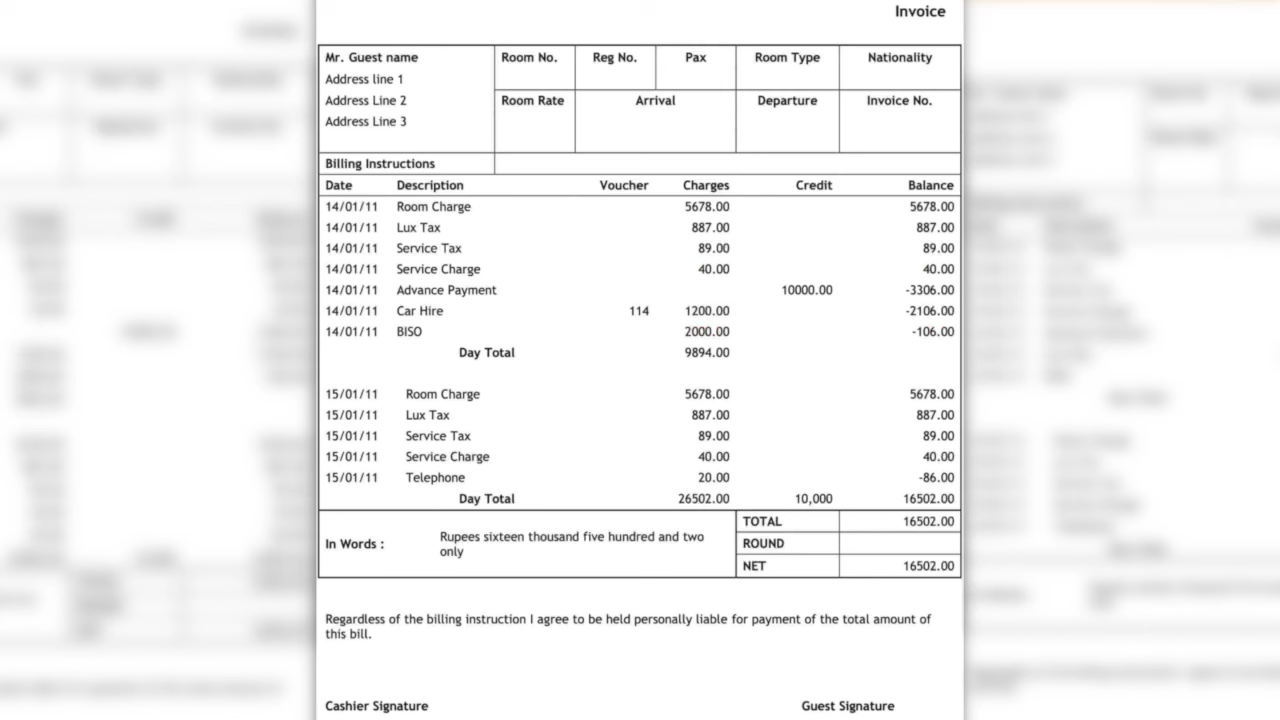 Invoice
Mr. Guest name Room No. Reg No. Pax Room Type Nationality
Address line 1
Address Line 2 Room Rate Arrival Departure Invoice No.
Address Line 3
Billing Instructions
Date Description Voucher Charges Credit Balance
14/01/11 Room Charge 5678.00 5678.00
14/01/11 Lux Tax 887.00 887.00
14/01/11 Service Tax 89.00 89.00
14/01/11 Service Charge 40.00 40.00
14/01/11 Advance Payment 10000.00 -3306.00
14/01/11 Car Hire 114 1200.00 -2106.00
14/01/11 BISO 2000.00 -106.00
Day Total 9894.00
15/01/11 Room Charge 5678.00 5678.00
15/01/11 Lux Tax 887.00 887.00
15/01/11 Service Tax 89.00 89.00
15/01/11 Service Charge 40.00 40.00
15/01/11 Telephone 20.00 -86.00
Day Total 26502.00 10,000 16502.00
TOTAL 16502.00
In Words : Rupees sixteen thousand five hundred and two
only
ROUND
NET 16502.00
Regardless of the billing instruction I agree to be held personally liable for payment of the total amount of
this bill.
Cashier Signature Guest Signature